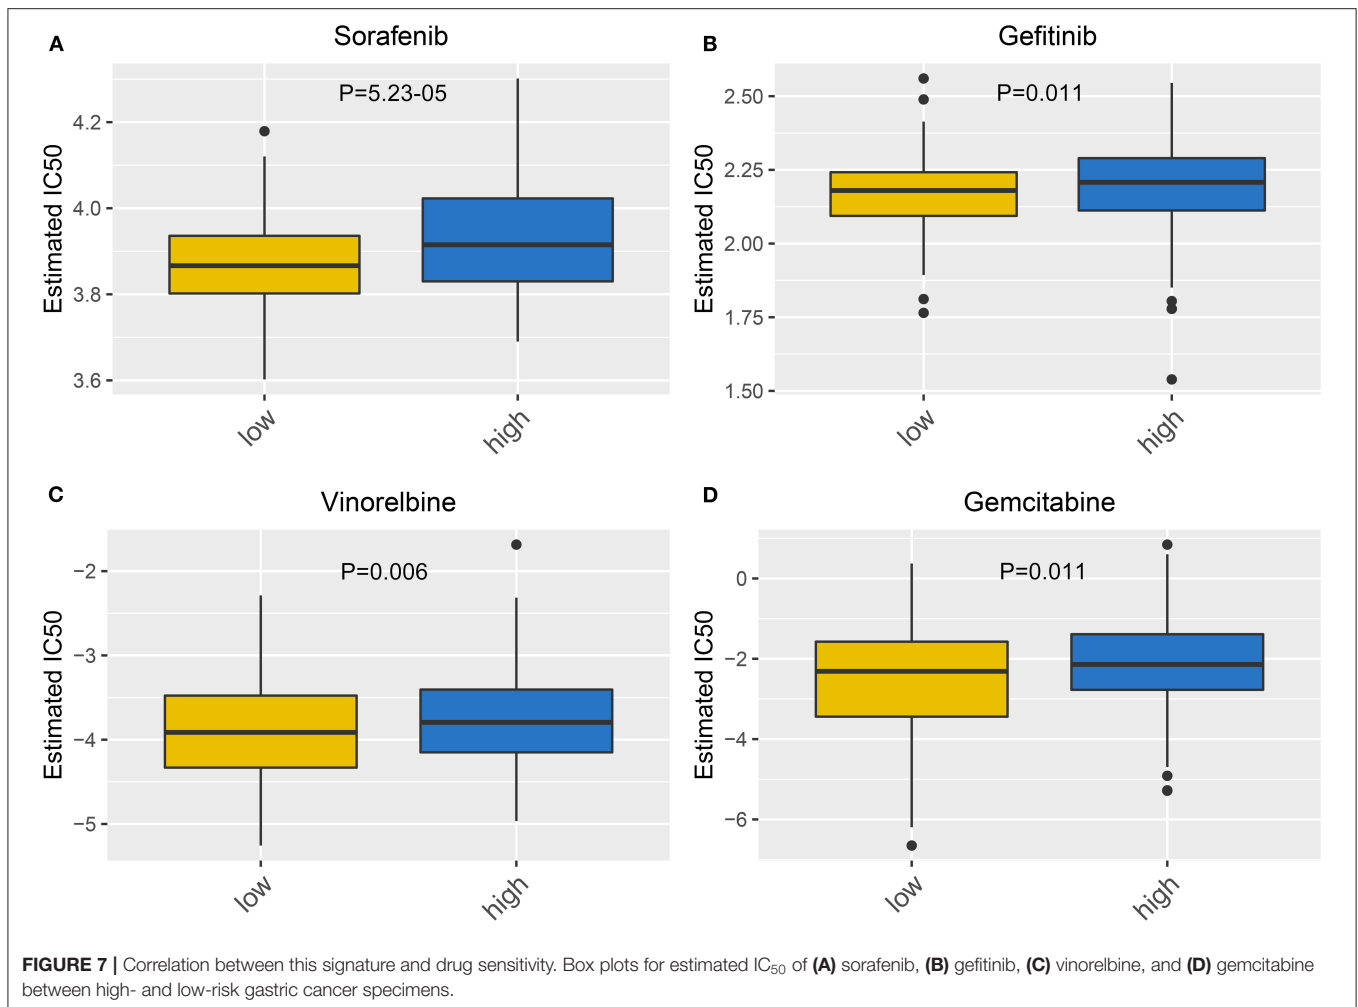 A
Sorafenib
P=5.23-05
Estimated IC50
4.2
4.0
3.8
3.6
low
high
B
Gefitinib
P=0.011
Estimated IC50
2.50
2.25
2.00
1.75
1.50
low
high
C
Vinorelbine
P=0.006
Estimated IC50
−2
−3
−4
−5
low
high
D
Gemcitabine
P=0.011
Estimated IC50
0
−2
−4
−6
low
high
FIGURE 7 | Correlation between this signature and drug sensitivity. Box plots for estimated IC50 of (A) sorafenib, (B) gefitinib, (C) vinorelbine, and (D) gemcitabine
between high- and low-risk gastric cancer specimens.